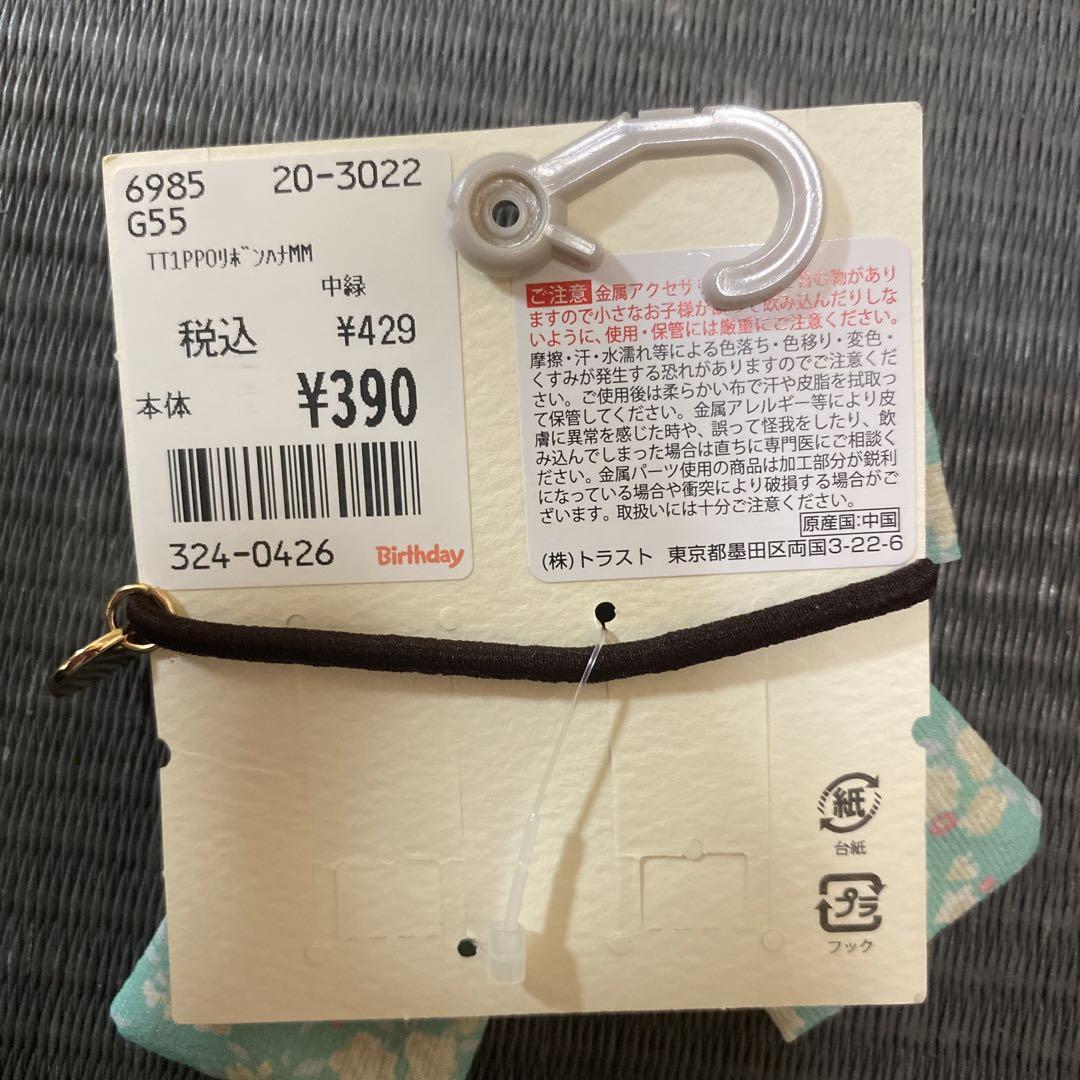 6985 20-3022
G55
TT1PPOﾘﾎﾞﾝﾊﾅMM
中緑
税込 ¥429
本体 ¥390
324-0426 Birthday
ご注意 金属アクセサ 含む物があり
ますので小さなお子様が 飲み込んだりしな
いように、使用・保管には厳重にご注意ください。
摩擦・汗・水濡れ等による色落ち・色移り・変色・
くすみが発生する恐れがありますのでご注意くだ
さい。ご使用後は柔らかい布で汗や皮脂を拭取っ
て保管してください。金属アレルギー等により皮
膚に異常を感じた時や、誤って怪我をしたり、飲
み込んでしまった場合は直ちに専門医にご相談く
ださい。金属パーツ使用の商品は加工部分が鋭利
になっている場合や衝突により破損する場合がご
ざいます。取扱いには十分ご注意ください。
原産国:中国
(株)トラスト 東京都墨田区両国3-22-6
紙
台紙
プラ
フック